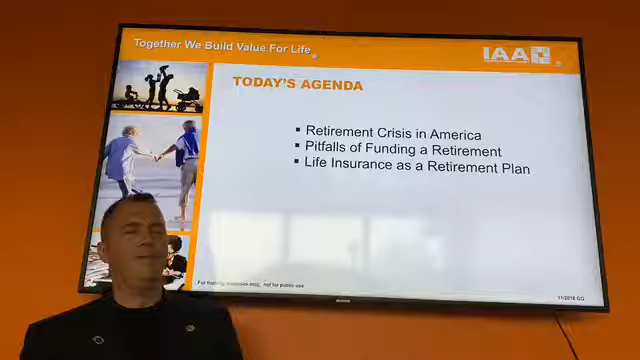 Together We Build Value For Life®
IAA®
TODAY'S AGENDA
▪ Retirement Crisis in America
▪ Pitfalls of Funding a Retirement
▪ Life Insurance as a Retirement Plan
For training purposes only, not for public use
11/2018 CG